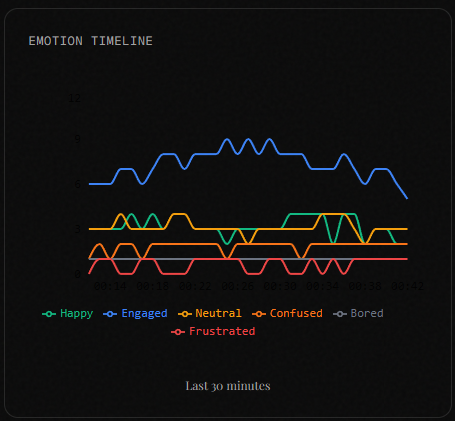 EMOTION TIMELINE
12
9
6
3
0
Happy Engaged Neutral Confused Bored
Frustrated
Last 30 minutes